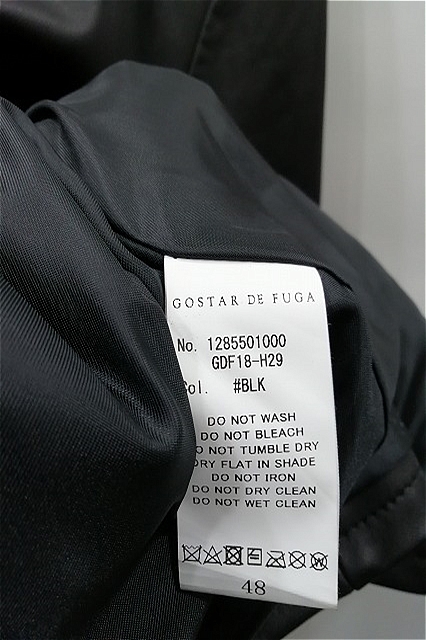 GOSTAR DE FUGA
No. 1285501000
GDF18-H29
Col. #BLK
DO NOT WASH
DO NOT BLEACH
DO NOT TUMBLE DRY
DRY FLAT IN SHADE
DO NOT IRON
DO NOT DRY CLEAN
DO NOT WET CLEAN
48